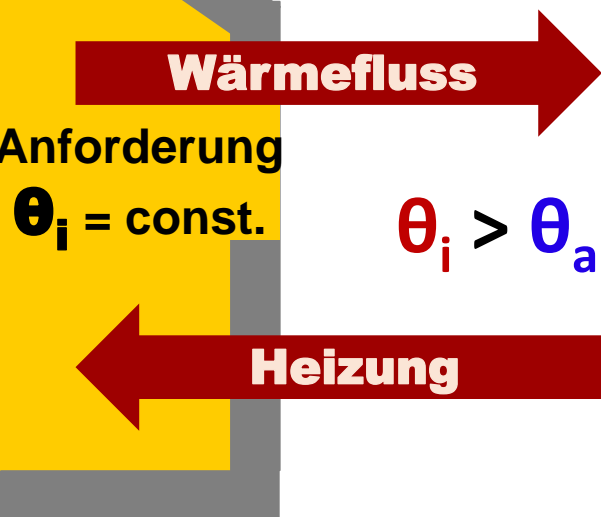 Wärmefluss
Anforderung
θi = const.
θi > θa
Heizung